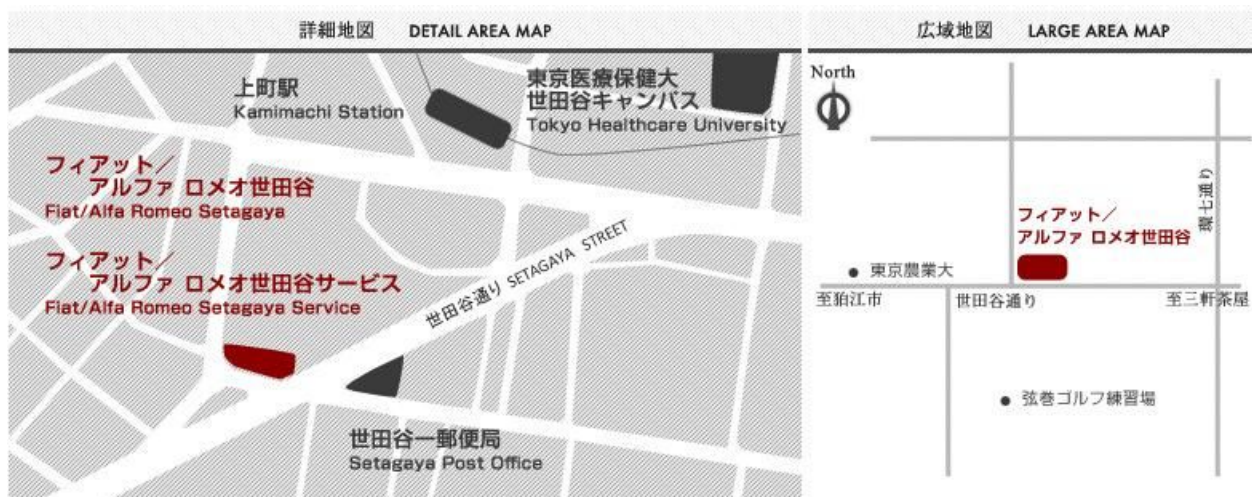 詳細地図 DETAIL AREA MAP
上町駅
Kamimachi Station
東京医療保健大
世田谷キャンパス
Tokyo Healthcare University
フィアット／
アルファ ロメオ世田谷
Fiat/Alfa Romeo Setagaya
フィアット／
アルファ ロメオ世田谷サービス
Fiat/Alfa Romeo Setagaya Service
世田谷通り SETAGAYA STREET
世田谷一郵便局
Setagaya Post Office
広域地図 LARGE AREA MAP
North
環七通り
フィアット／
アルファ ロメオ世田谷
東京農業大
至狛江市
世田谷通り
至三軒茶屋
弦巻ゴルフ練習場